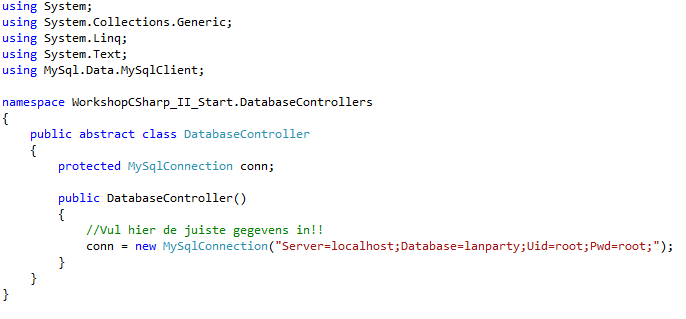 using System;
using System.Collections.Generic;
using System.Linq;
using System.Text;
using MySql.Data.MySqlClient;

namespace WorkshopCSharp_II_Start.DatabaseControllers
{
    public abstract class DatabaseController
    {
        protected MySqlConnection conn;

        public DatabaseController()
        {
            //Vul hier de juiste gegevens in!!
            conn = new MySqlConnection("Server=localhost;Database=lanparty;Uid=root;Pwd=root;");
        }
    }
}